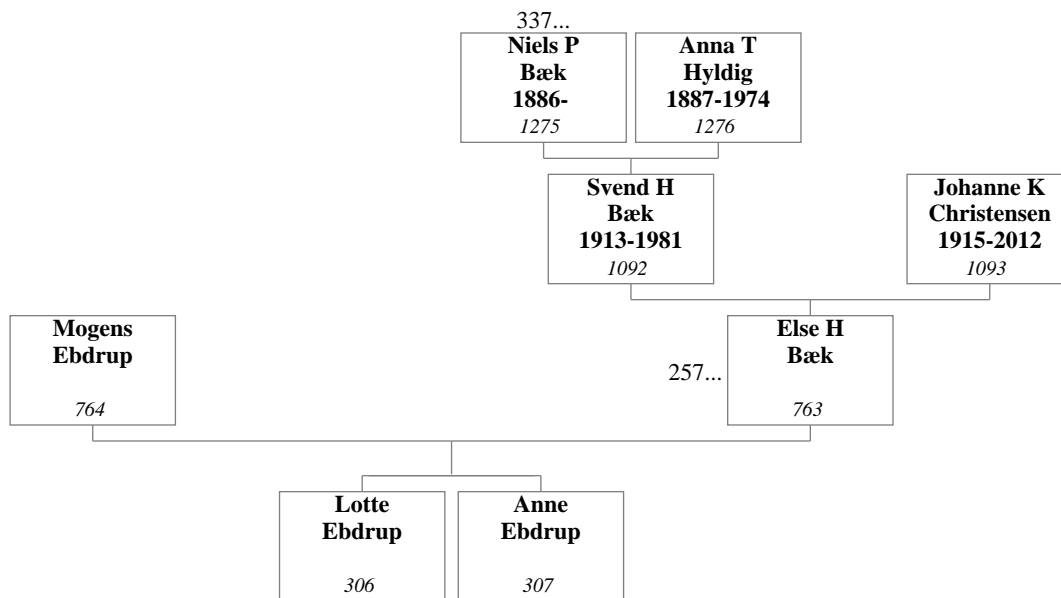 337...
Niels P
Bæk
1886-
1275
Anna T
Hyldig
1887-1974
1276
Svend H
Bæk
1913-1981
1092
Johanne K
Christensen
1915-2012
1093
Mogens
Ebdrup
764
257...
Else H
Bæk
763
Lotte
Ebdrup
306
Anne
Ebdrup
307